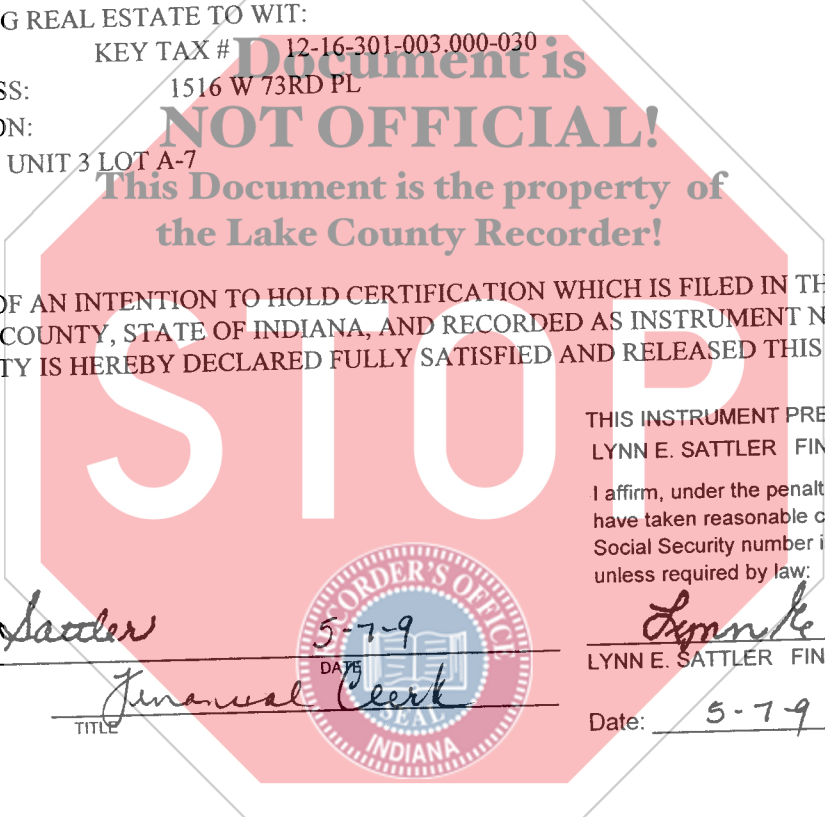 G REAL ESTATE TO WIT:
KEY TAX # 12-16-301-003.000-030
SS: 1516 W 73RD PL
ON:
UNIT 3 LOT A-7
Document is
NOT OFFICIAL!
This Document is the property of
the Lake County Recorder!
OF AN INTENTION TO HOLD CERTIFICATION WHICH IS FILED IN TH
COUNTY, STATE OF INDIANA, AND RECORDED AS INSTRUMENT N
TY IS HEREBY DECLARED FULLY SATISFIED AND RELEASED THIS
STOP
THIS INSTRUMENT PRE
LYNN E. SATTLER FIN
I affirm, under the penalt
have taken reasonable c
Social Security number i
unless required by law:
Sattler 5-7-9
DATE
Financial Clerk
TITLE
Lynn E
LYNN E. SATTLER FIN
Date: 5-7-9
RECORDER'S OFFICE
SEAL
INDIANA